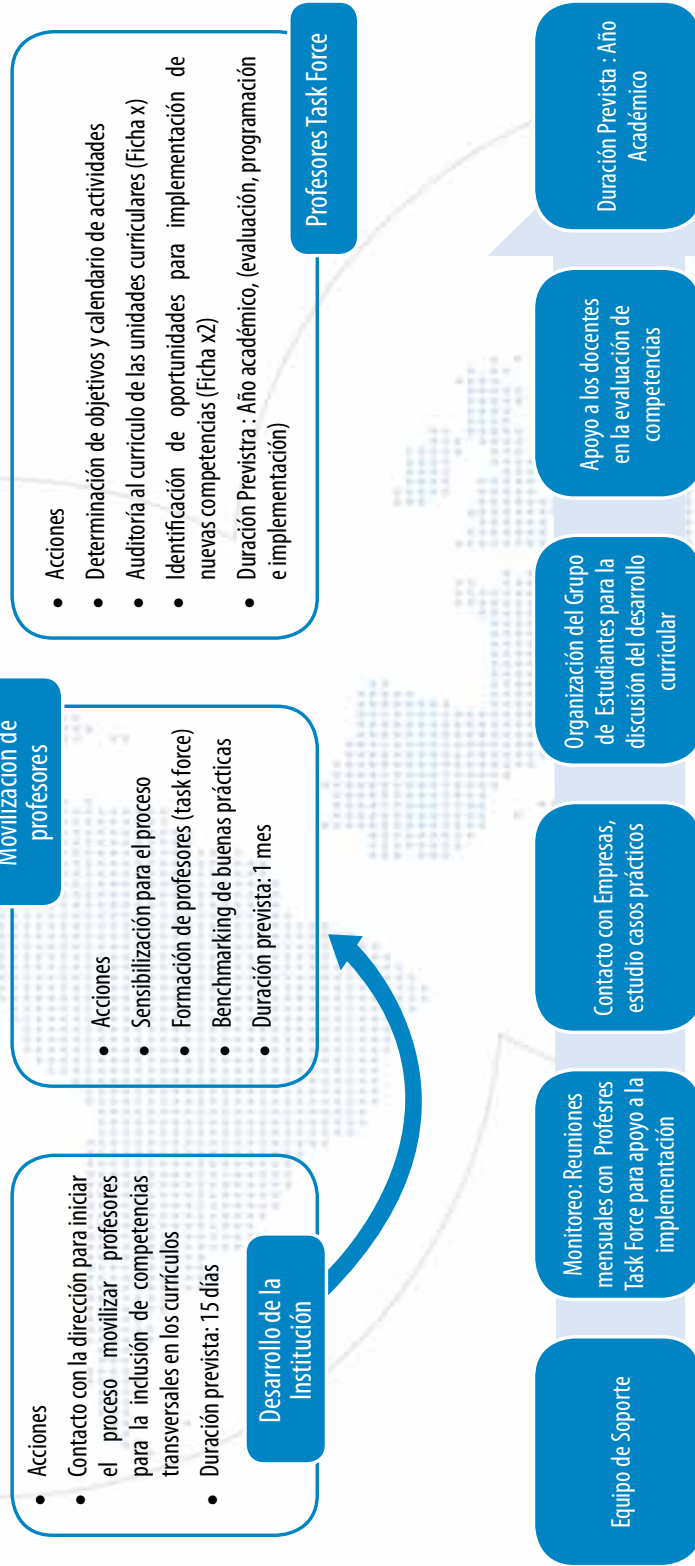 • Acciones
• Contacto con la dirección para iniciar
el proceso movilizar profesores
para la inclusión de competencias
transversales en los currículos
• Duración prevista: 15 días
Desarrollo de la
Institución
Movilización de
profesores
• Acciones
• Sensibilización para el proceso
• Formación de profesores (task force)
• Benchmarking de buenas prácticas
• Duración prevista: 1 mes
• Acciones
• Determinación de objetivos y calendario de actividades
• Auditoría al curriculo de las unidades curriculares (Ficha x)
• Identificación de oportunidades para implementación de
nuevas competencias (Ficha x2)
• Duración Previstra : Año académico, (evaluación, programación
e implementación)
Profesores Task Force
Equipo de Soporte
Monitoreo: Reuniones
mensuales con Profesres
Task Force para apoyo a la
implementación
Contacto con Empresas,
estudio casos prácticos
Organización del Grupo
de Estudiantes para la
discusión del desarrollo
curricular
Apoyo a los docentes
en la evaluación de
competencias
Duración Prevista : Año
Académico